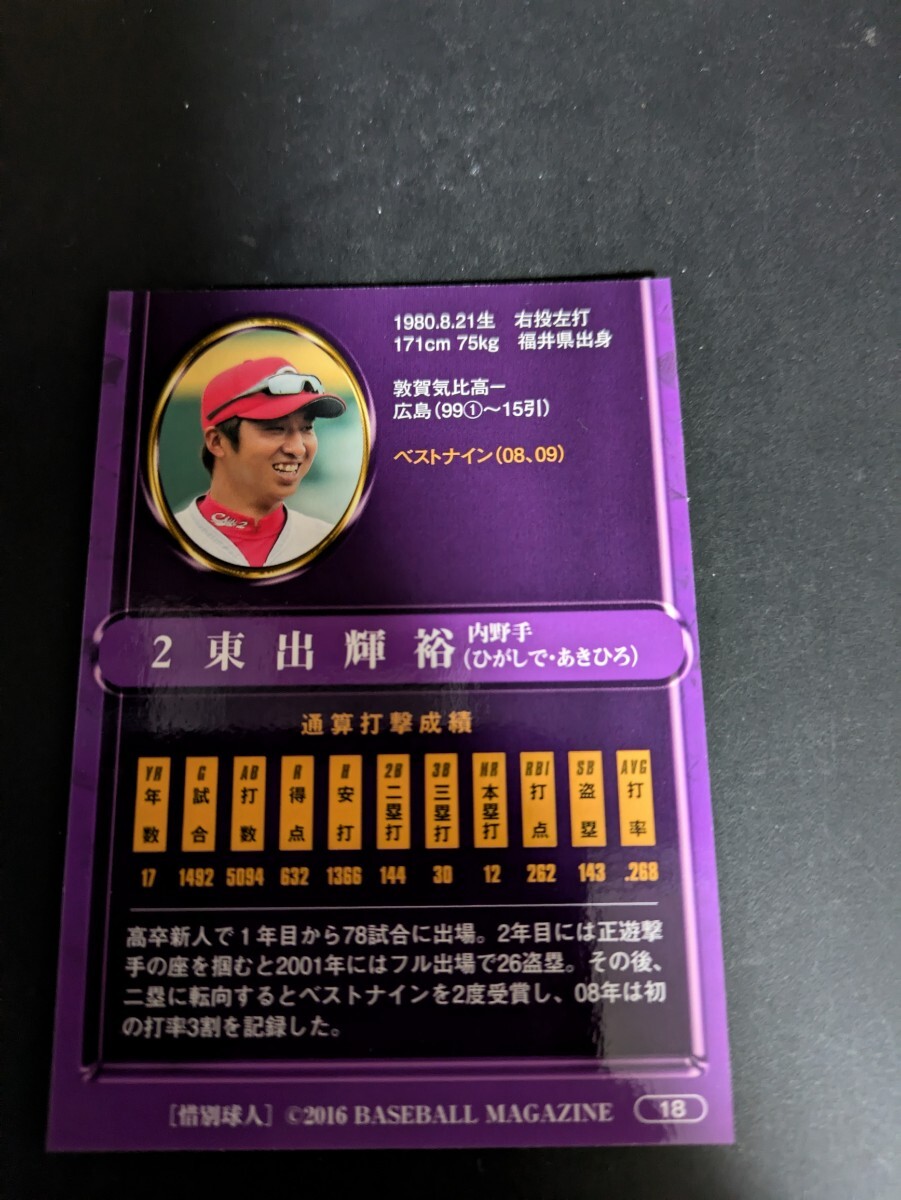 1980.8.21生 右投左打
171cm 75kg 福井県出身
敦賀気比高ー
広島(99①〜15引)
ベストナイン(08、09)
2 東出輝裕 内野手
(ひがしで・あきひろ)
通算打撃成績
YR G AB R H 2B 3B HR RBI SB AVG
年数 試合 打数 得点 安打 二塁打 三塁打 本塁打 打点 盗塁 打率
17 1492 5094 632 1366 144 30 12 262 143 .268
高卒新人で1年目から78試合に出場。2年目には正遊撃
手の座を掴むと2001年にはフル出場で26盗塁。その後、
二塁に転向するとベストナインを2度受賞し、08年は初
の打率3割を記録した。
[惜別球人] ©2016 BASEBALL MAGAZINE 18